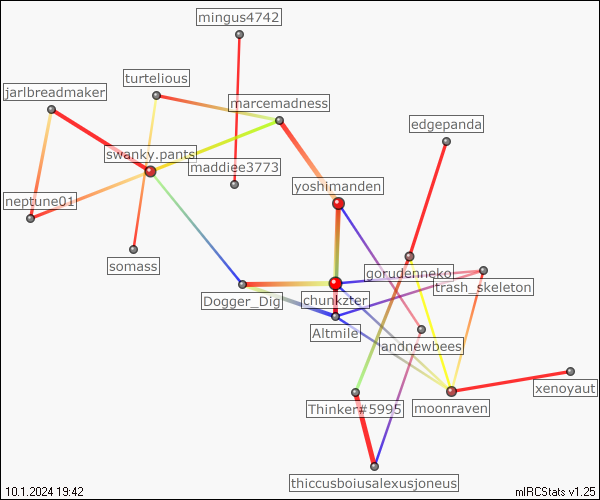 mingus4742
turtelious
jarlbreadmaker
marcemadness
edgepanda
swanky.pants
maddiee3773
yoshimanden
neptune01
somass
gorudenneko
trash_skeleton
Dogger_Dig
chunkzter
Altmile
andnewbees
xenoyaut
Thinker#5995
moonraven
thiccusboiusalexusjoneus
10.1.2024 19:42
mIRCStats v1.25